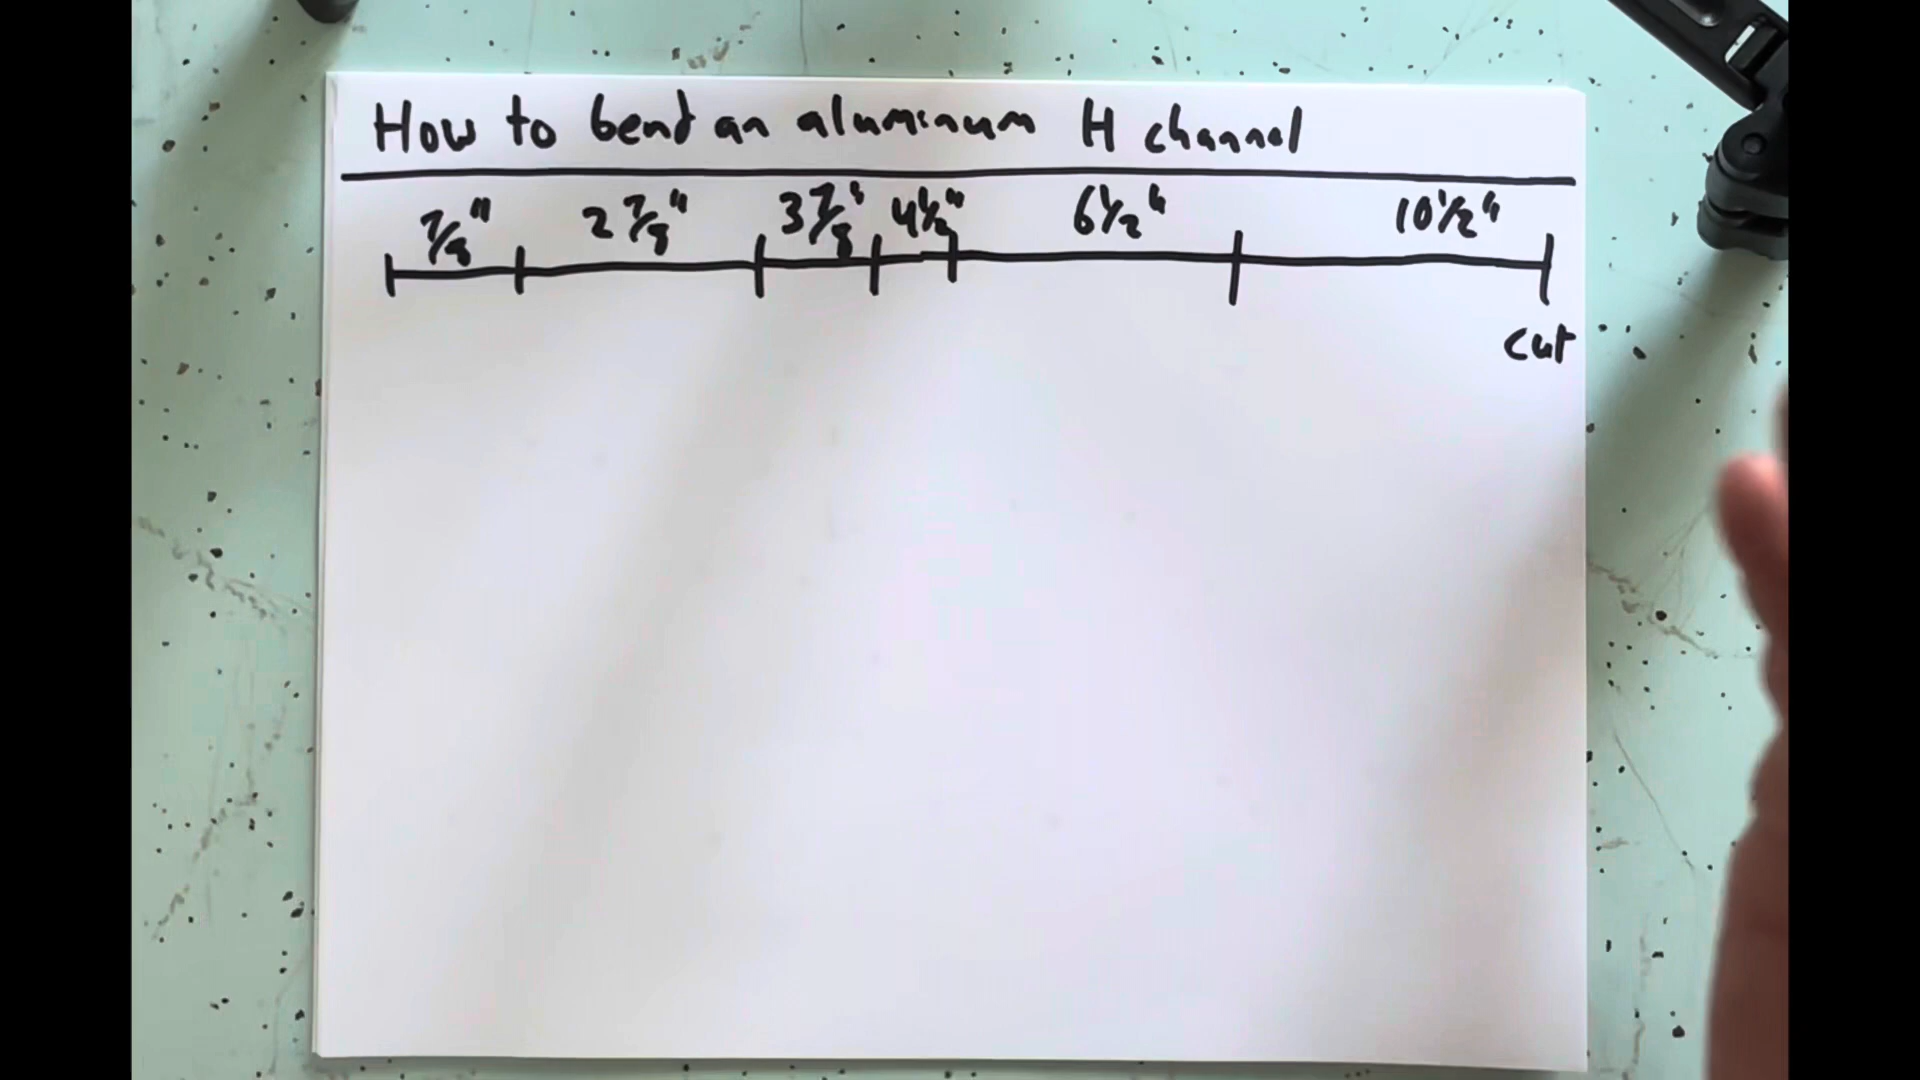 How to bend an aluminum H channel
7/8" 2 7/8" 3 7/8" 4 1/2" 6 1/2" 10 1/2"
cut